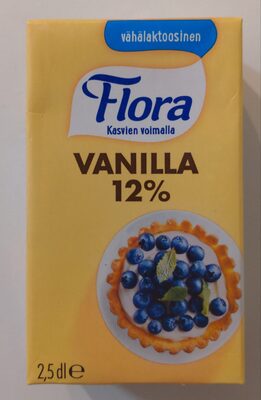 vähälaktoosinen
Flora
Kasvien voimalla
VANILLA
12%
2,5 dl e